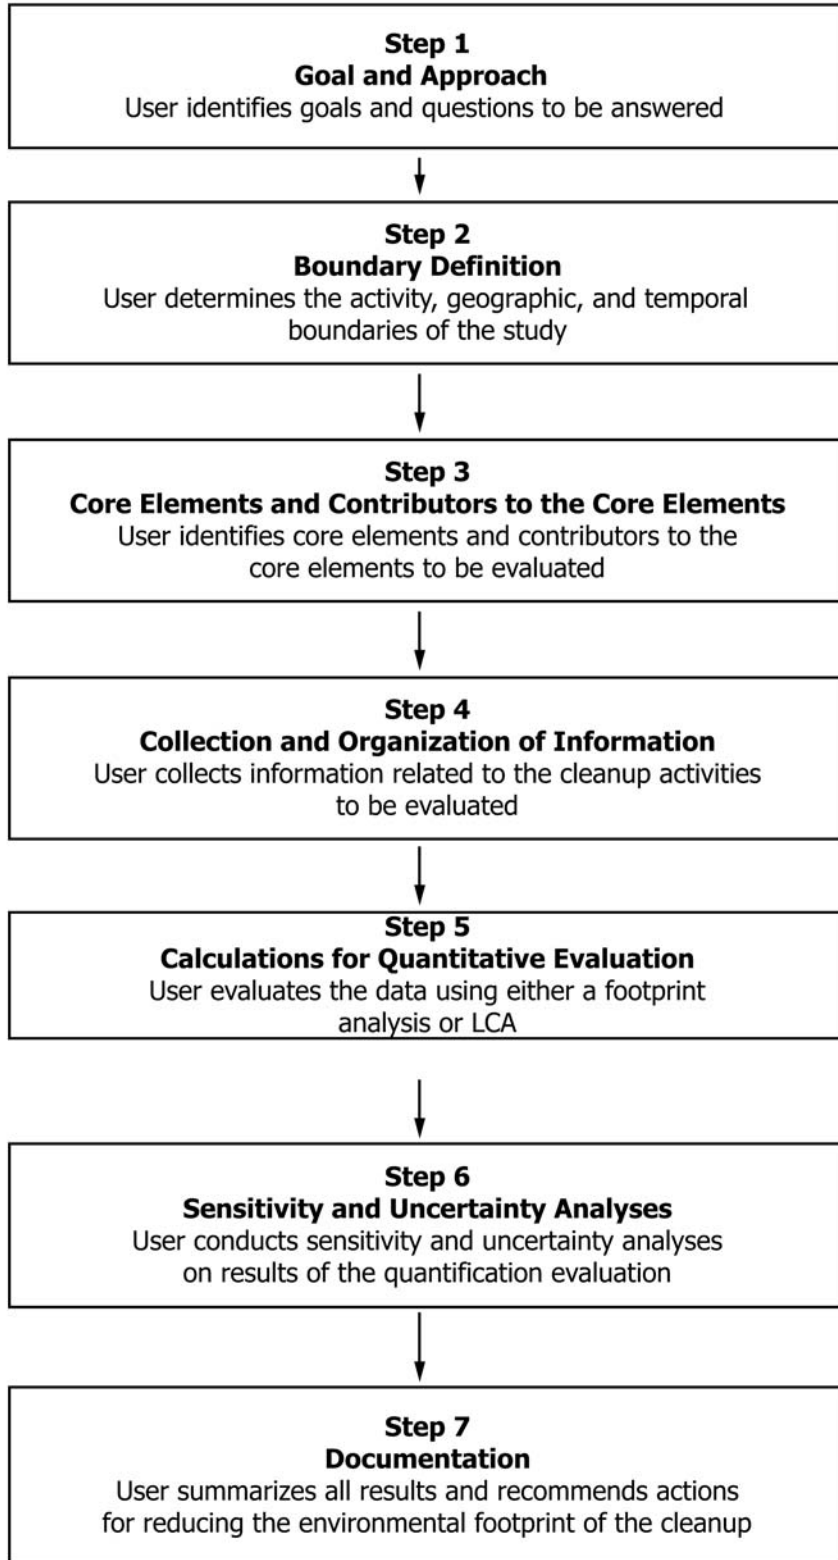 Step 1
Goal and Approach
User identifies goals and questions to be answered
Step 2
Boundary Definition
User determines the activity, geographic, and temporal
boundaries of the study
Step 3
Core Elements and Contributors to the Core Elements
User identifies core elements and contributors to the
core elements to be evaluated
Step 4
Collection and Organization of Information
User collects information related to the cleanup activities
to be evaluated
Step 5
Calculations for Quantitative Evaluation
User evaluates the data using either a footprint
analysis or LCA
Step 6
Sensitivity and Uncertainty Analyses
User conducts sensitivity and uncertainty analyses
on results of the quantification evaluation
Step 7
Documentation
User summarizes all results and recommends actions
for reducing the environmental footprint of the cleanup